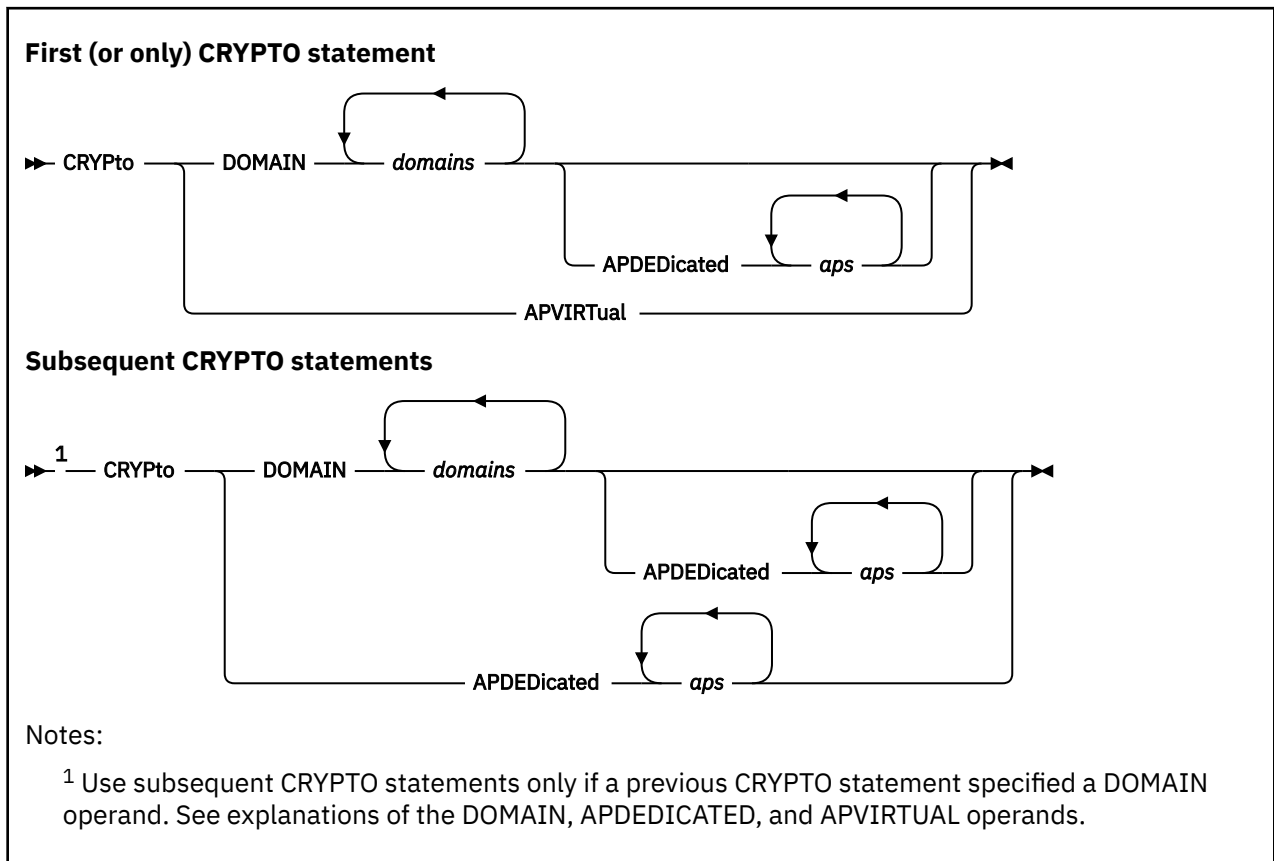 First (or only) CRYPTO statement
CRYPto DOMAIN domains
APDEDicated aps
APVIRTual
Subsequent CRYPTO statements
1 CRYPto DOMAIN domains
APDEDicated aps
APDEDicated aps
Notes:
1 Use subsequent CRYPTO statements only if a previous CRYPTO statement specified a DOMAIN
operand. See explanations of the DOMAIN, APDEDICATED, and APVIRTUAL operands.